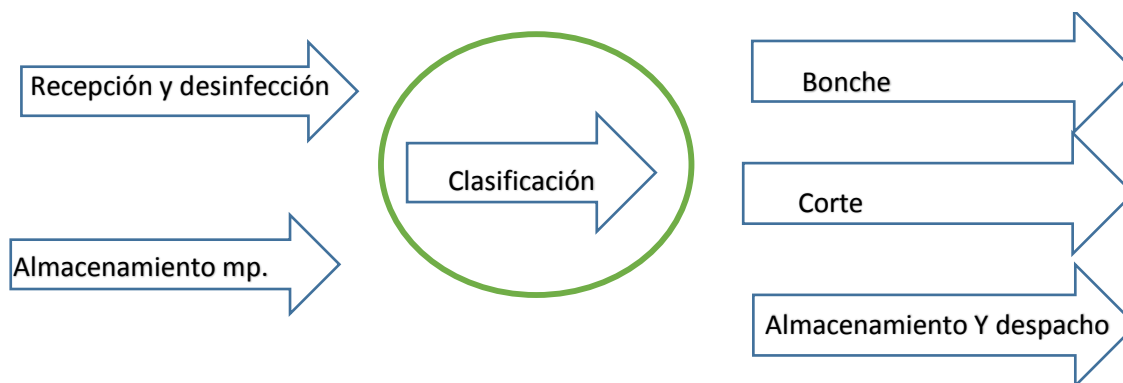 Recepción y desinfección
Almacenamiento mp.
Clasificación
Bonche
Corte
Almacenamiento Y despacho